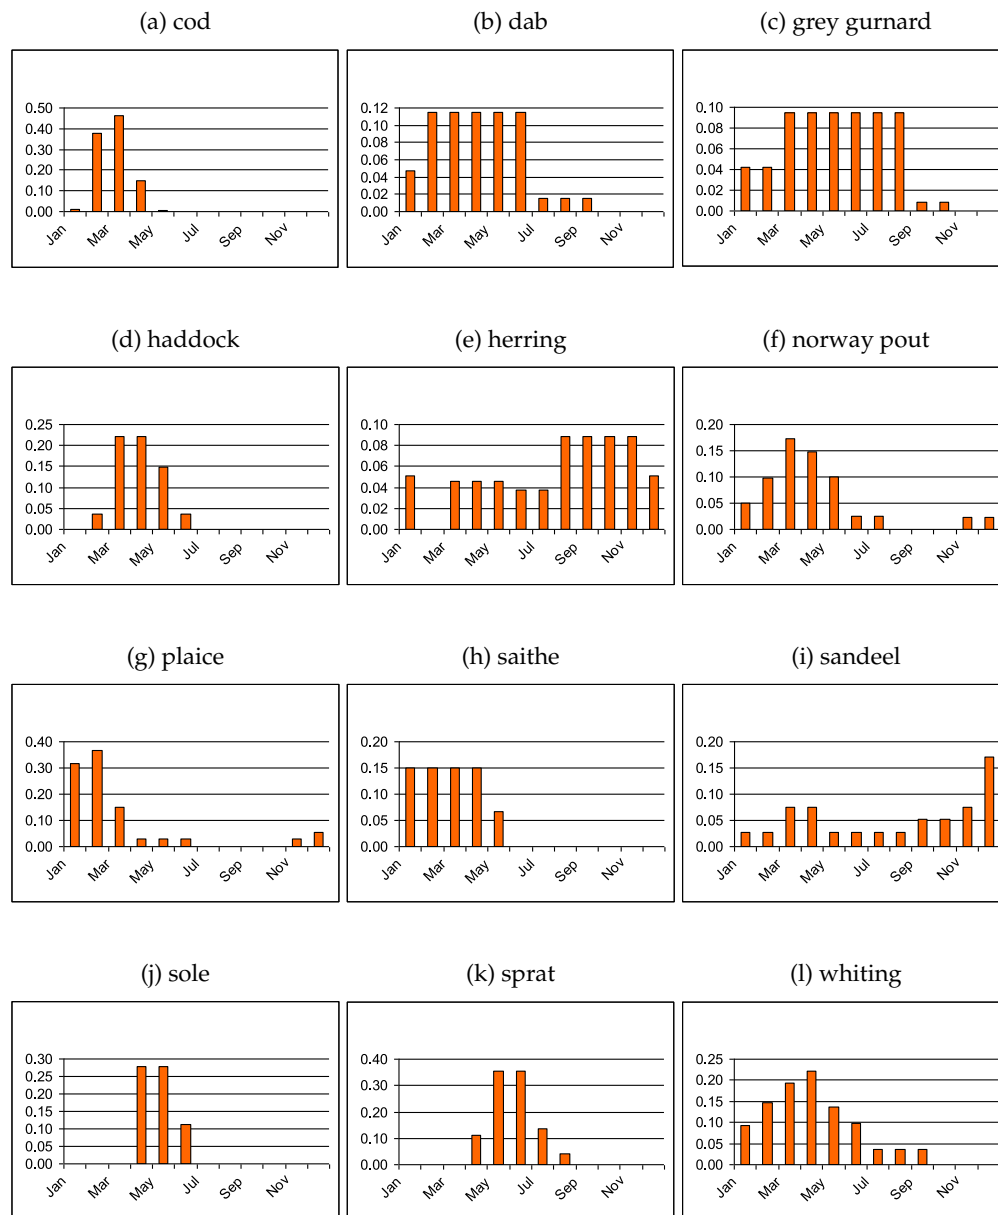 (a) cod
0.50
0.40
0.30
0.20
0.10
0.00
Jan Mar May Jul Sep Nov
(b) dab
0.12
0.10
0.08
0.06
0.04
0.02
0.00
Jan Mar May Jul Sep Nov
(c) grey gurnard
0.10
0.08
0.06
0.04
0.02
0.00
Jan Mar May Jul Sep Nov
(d) haddock
0.25
0.20
0.15
0.10
0.05
0.00
Jan Mar May Jul Sep Nov
(e) herring
0.10
0.08
0.06
0.04
0.02
0.00
Jan Mar May Jul Sep Nov
(f) norway pout
0.20
0.15
0.10
0.05
0.00
Jan Mar May Jul Sep Nov
(g) plaice
0.40
0.30
0.20
0.10
0.00
Jan Mar May Jul Sep Nov
(h) saithe
0.20
0.15
0.10
0.05
0.00
Jan Mar May Jul Sep Nov
(i) sandeel
0.20
0.15
0.10
0.05
0.00
Jan Mar May Jul Sep Nov
(j) sole
0.30
0.25
0.20
0.15
0.10
0.05
0.00
Jan Mar May Jul Sep Nov
(k) sprat
0.40
0.30
0.20
0.10
0.00
Jan Mar May Jul Sep Nov
(l) whiting
0.25
0.20
0.15
0.10
0.05
0.00
Jan Mar May Jul Sep Nov